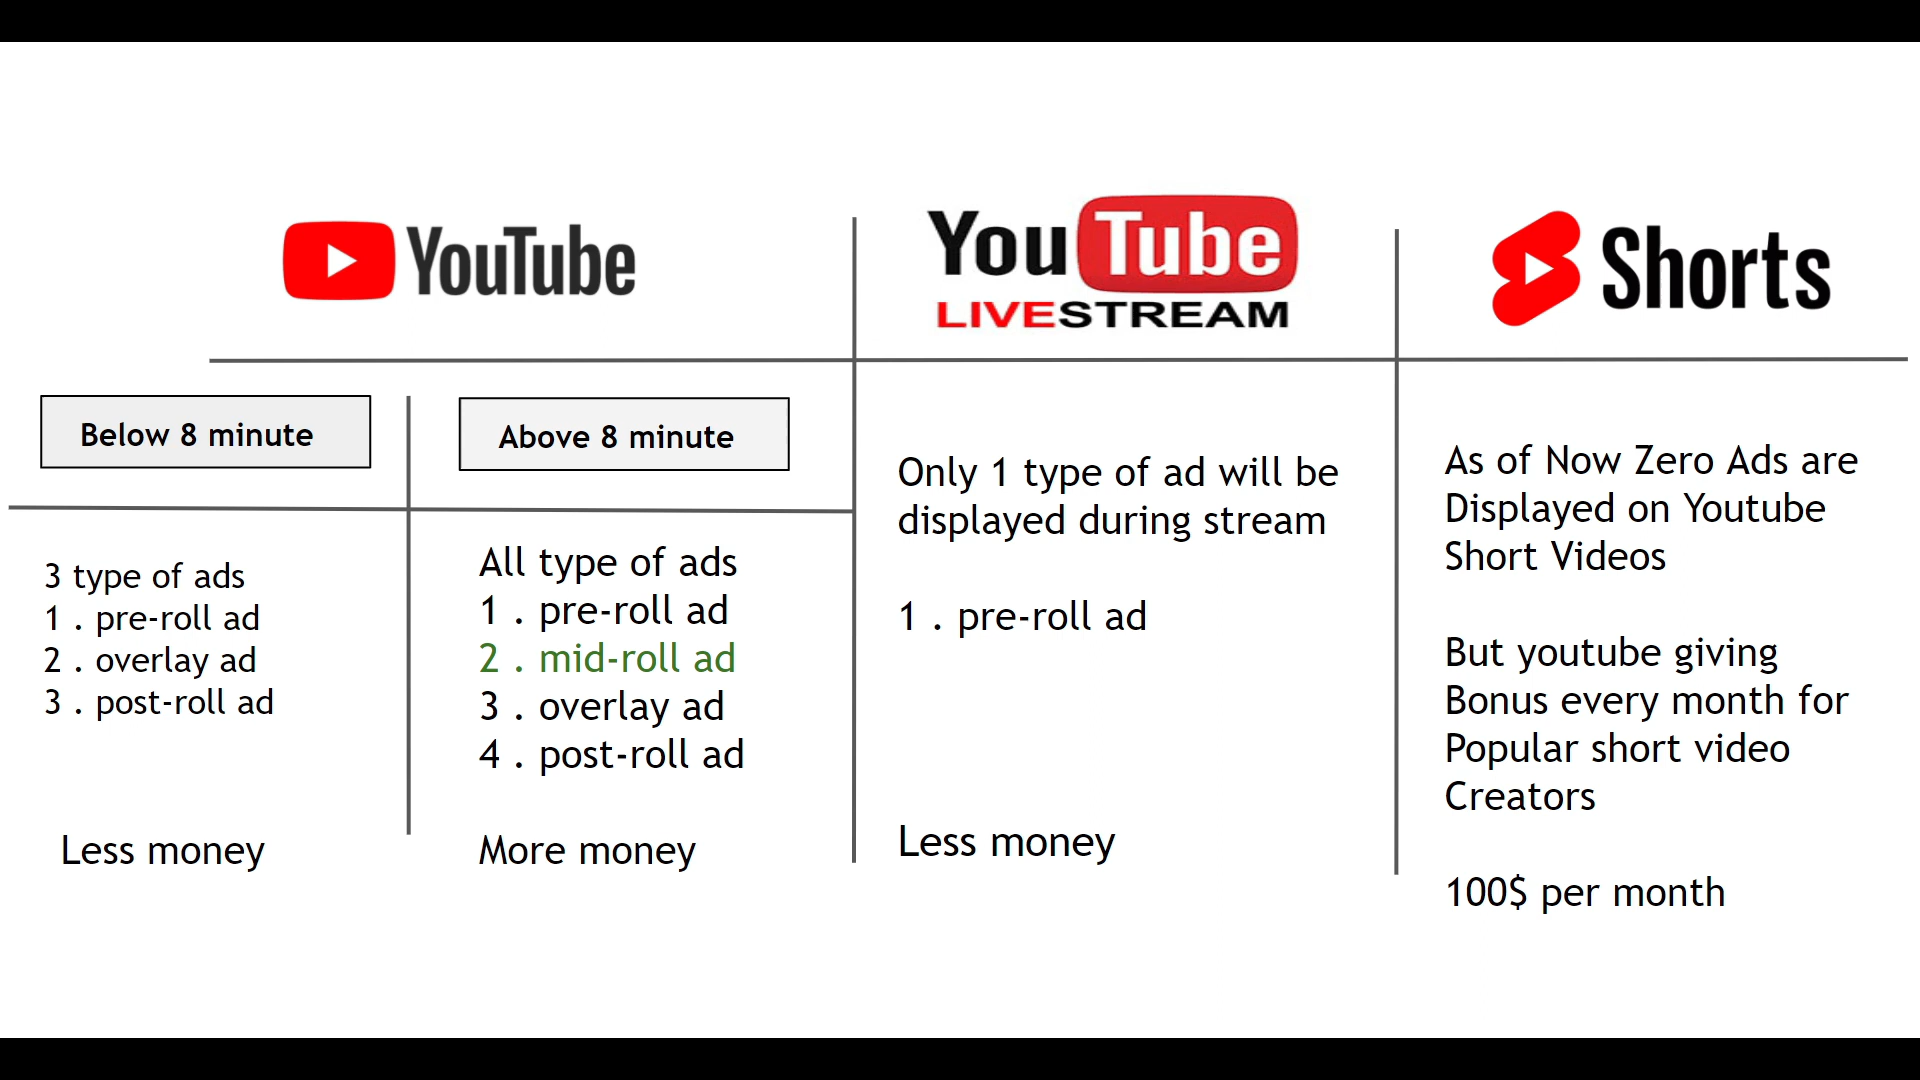 YouTube
YouTube
LIVESTREAM
Shorts
Below 8 minute
3 type of ads
1 . pre-roll ad
2 . overlay ad
3 . post-roll ad
Less money
Above 8 minute
All type of ads
1 . pre-roll ad
2 . mid-roll ad
3 . overlay ad
4 . post-roll ad
More money
Only 1 type of ad will be
displayed during stream
1 . pre-roll ad
Less money
As of Now Zero Ads are
Displayed on Youtube
Short Videos
But youtube giving
Bonus every month for
Popular short video
Creators
100$ per month